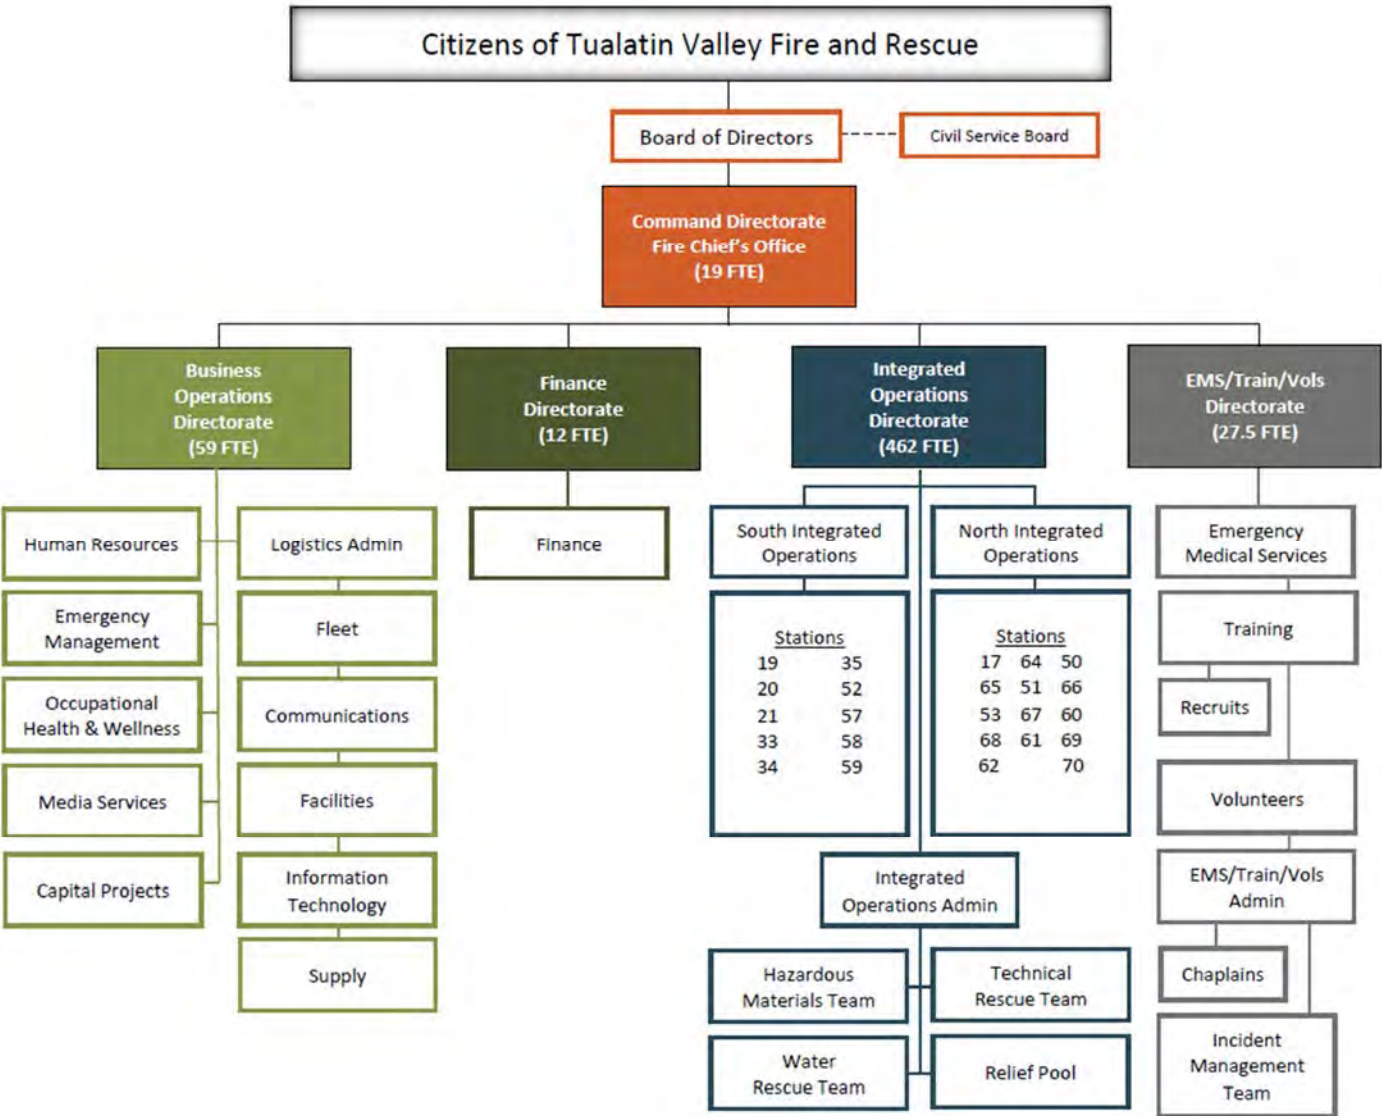 Citizens of Tualatin Valley Fire and Rescue
Board of Directors
Civil Service Board
Command Directorate
Fire Chief's Office
(19 FTE)
Business
Operations
Directorate
(59 FTE)
Finance
Directorate
(12 FTE)
Integrated
Operations
Directorate
(462 FTE)
EMS/Train/Vols
Directorate
(27.5 FTE)
Human Resources
Emergency
Management
Occupational
Health & Wellness
Media Services
Capital Projects
Logistics Admin
Fleet
Communications
Facilities
Information
Technology
Supply
Finance
South Integrated
Operations
Stations
19 35
20 52
21 57
33 58
34 59
North Integrated
Operations
Stations
17 64 50
65 51 66
53 67 60
68 61 69
62 70
Integrated
Operations Admin
Hazardous
Materials Team
Technical
Rescue Team
Water
Rescue Team
Relief Pool
Emergency
Medical Services
Training
Recruits
Volunteers
EMS/Train/Vols
Admin
Chaplains
Incident
Management
Team